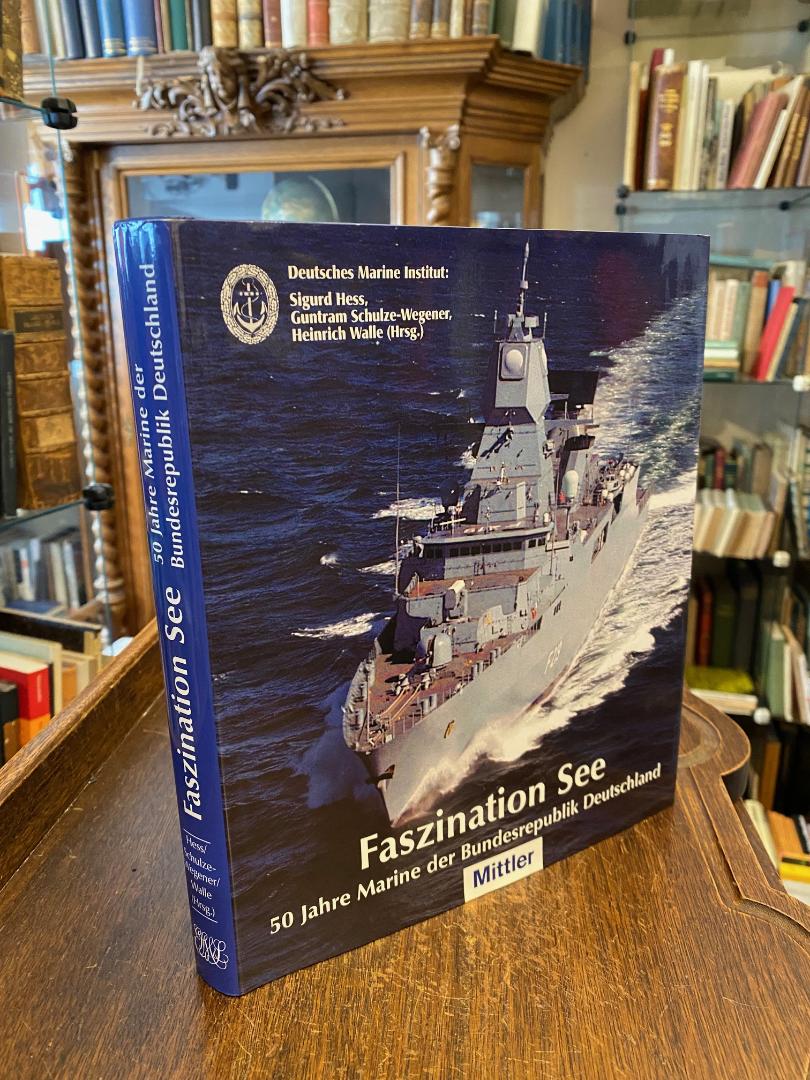 Deutsches Marine Institut:
Sigurd Hess,
Guntram Schulze-Wegener,
Heinrich Walle (Hrsg.)
Faszination See
50 Jahre Marine der Bundesrepublik Deutschland
Mittler
Faszination See
50 Jahre Marine der
Bundesrepublik Deutschland
Hess/
Schulze-
Wegener/
Walle
(Hrsg.)